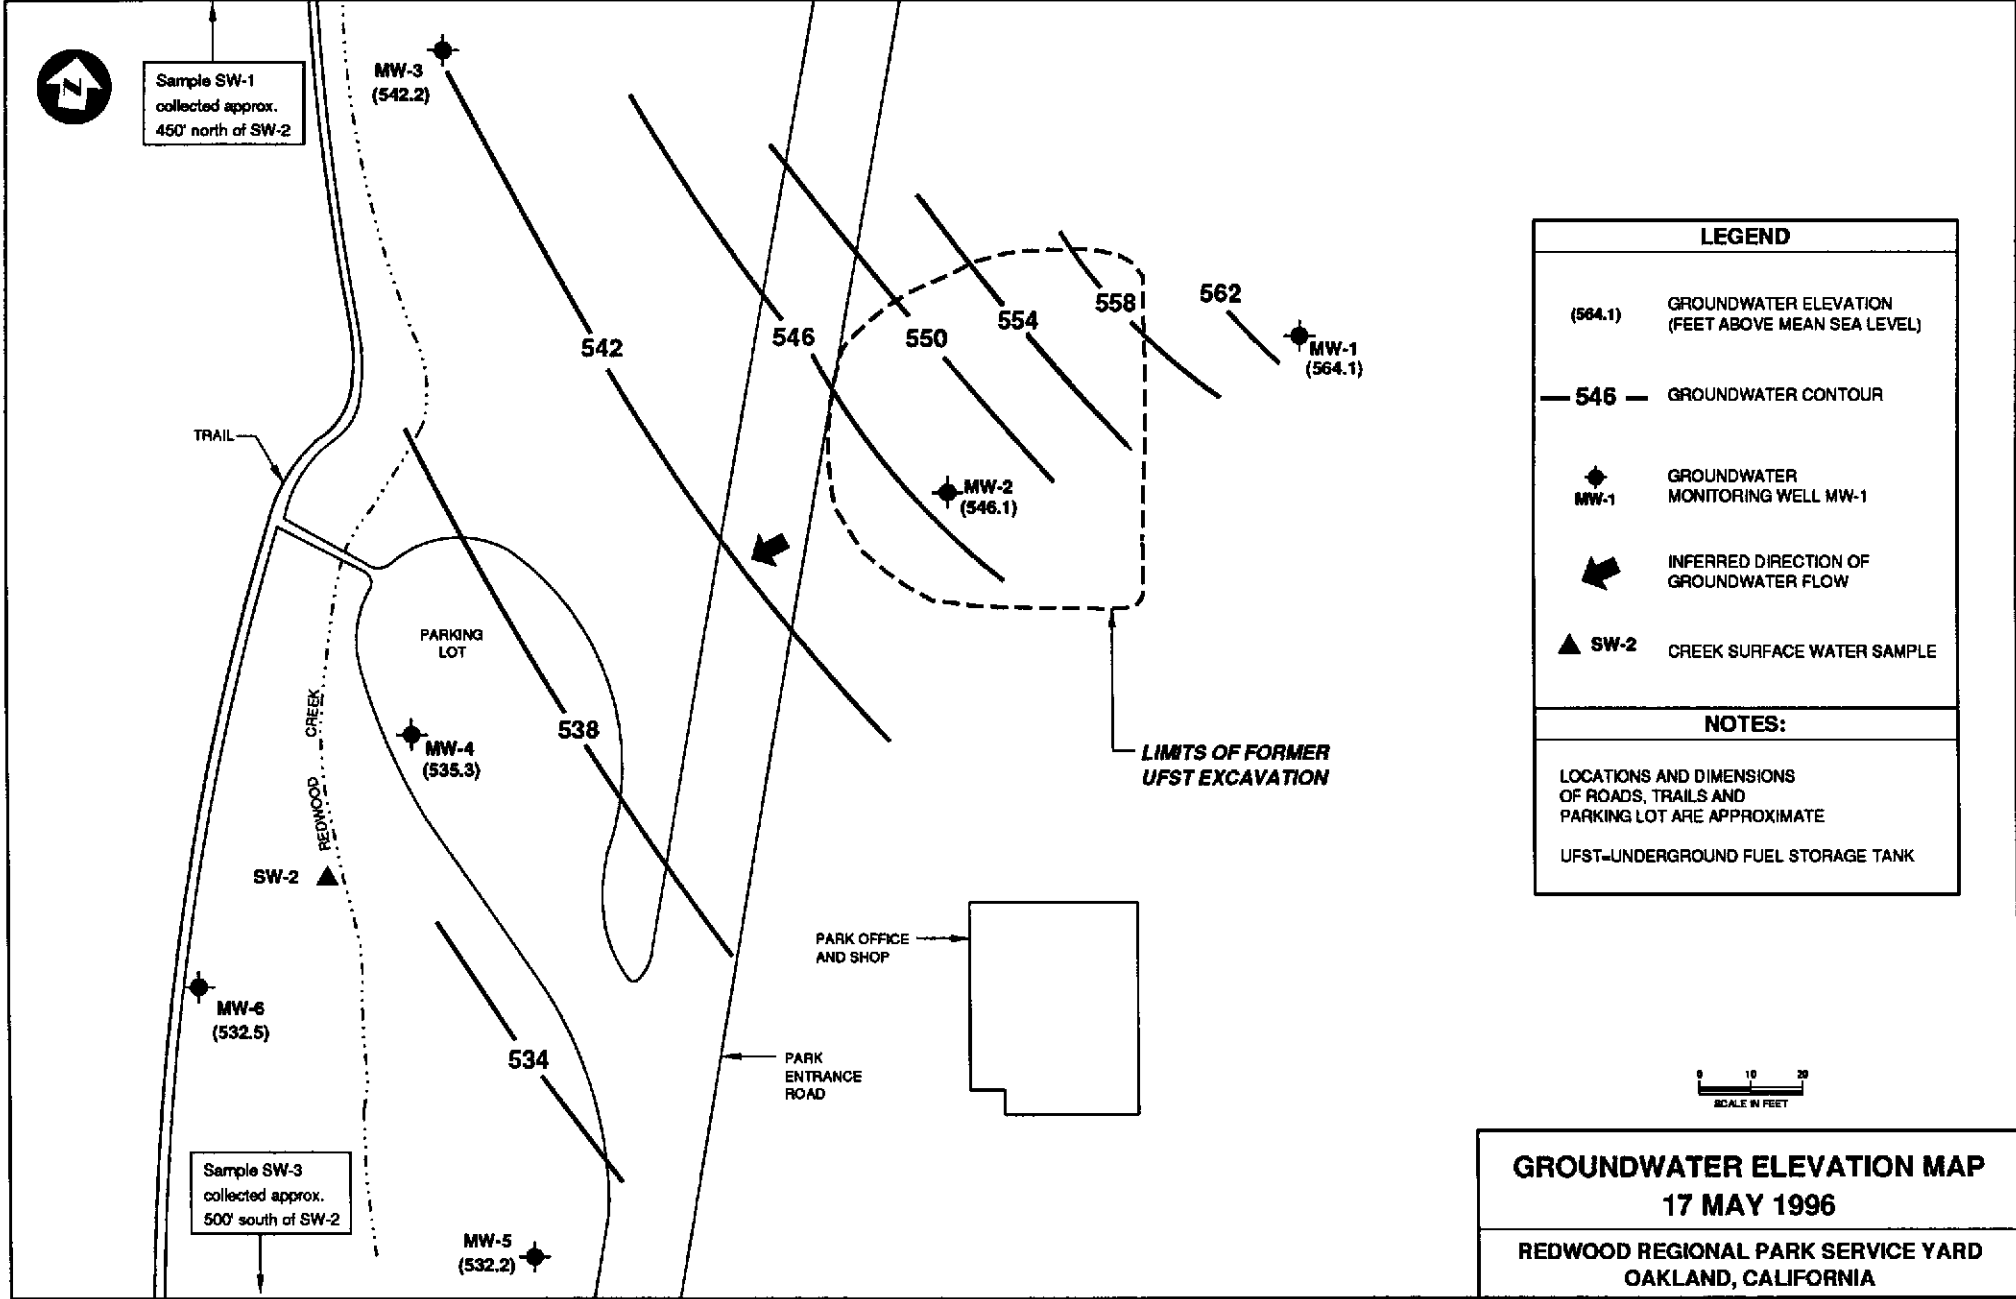 N
Sample SW-1
collected approx.
450' north of SW-2
MW-3
(542.2)
542
546
550
554
558
562
MW-1
(564.1)
MW-2
(546.1)
TRAIL
PARKING
LOT
REDWOOD CREEK
538
MW-4
(535.3)
SW-2
LIMITS OF FORMER
UFST EXCAVATION
PARK OFFICE
AND SHOP
MW-6
(532.5)
534
PARK
ENTRANCE
ROAD
Sample SW-3
collected approx.
500' south of SW-2
MW-5
(532.2)
LEGEND
(564.1)
GROUNDWATER ELEVATION
(FEET ABOVE MEAN SEA LEVEL)
546
GROUNDWATER CONTOUR
MW-1
GROUNDWATER
MONITORING WELL MW-1
INFERRED DIRECTION OF
GROUNDWATER FLOW
SW-2
CREEK SURFACE WATER SAMPLE
NOTES:
LOCATIONS AND DIMENSIONS
OF ROADS, TRAILS AND
PARKING LOT ARE APPROXIMATE
UFST=UNDERGROUND FUEL STORAGE TANK
0 10 20
SCALE IN FEET
GROUNDWATER ELEVATION MAP
17 MAY 1996
REDWOOD REGIONAL PARK SERVICE YARD
OAKLAND, CALIFORNIA